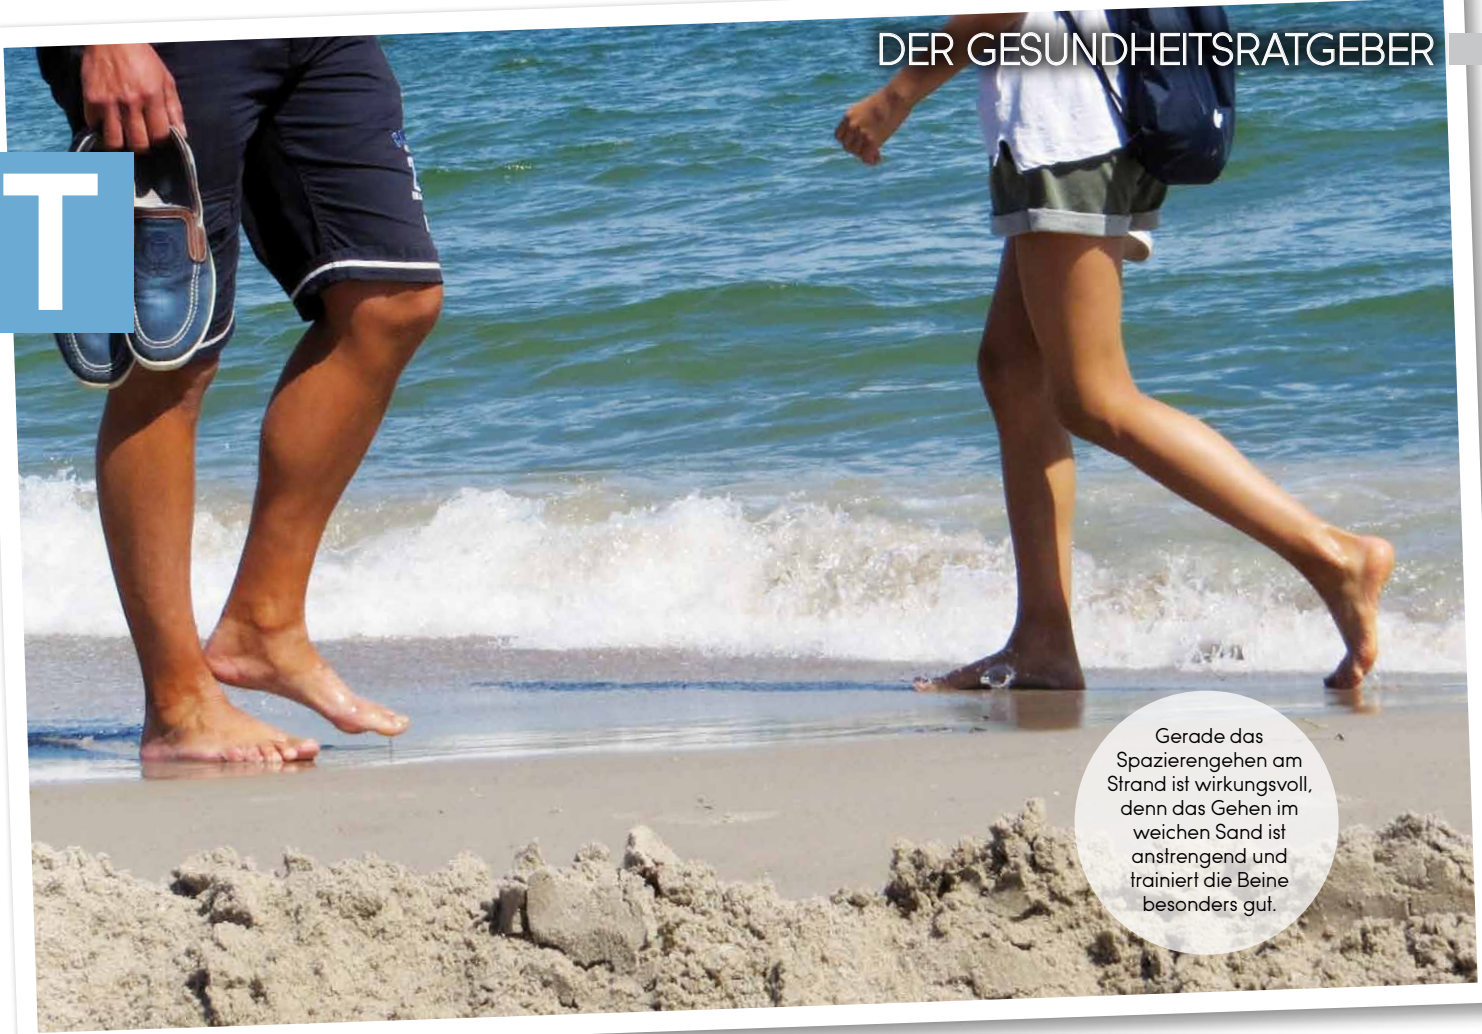 DER GESUNDHEITSRATGEBER
T
Gerade das
Spazierengehen am
Strand ist wirkungsvoll,
denn das Gehen im
weichen Sand ist
anstrengend und
trainiert die Beine
besonders gut.